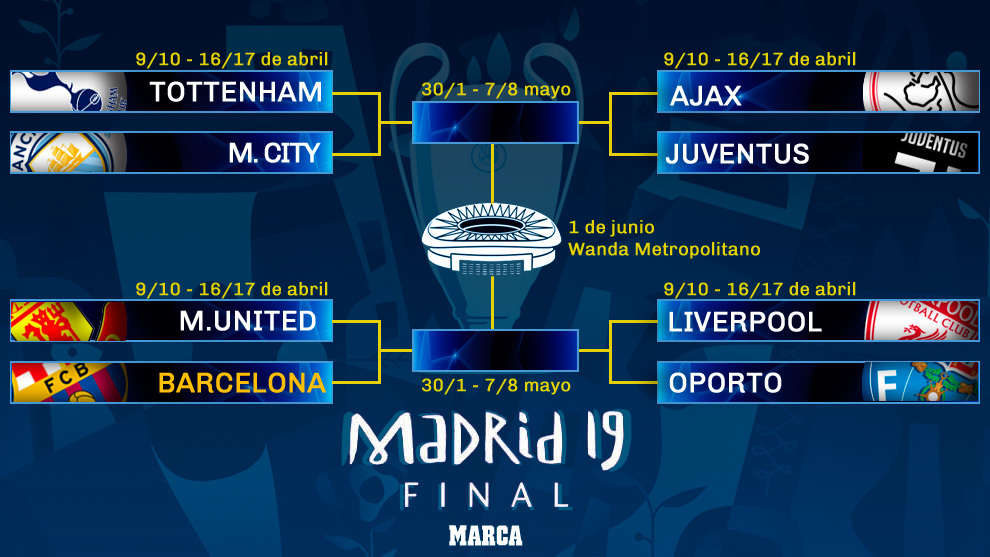 9/10 - 16/17 de abril
TOTTENHAM
M. CITY
30/1 - 7/8 mayo
9/10 - 16/17 de abril
AJAX
JUVENTUS
JUVENTUS
1 de junio
Wanda Metropolitano
9/10 - 16/17 de abril
M.UNITED
FCB
BARCELONA
30/1 - 7/8 mayo
9/10 - 16/17 de abril
LIVERPOOL
OPORTO
F
MaDRid 19
FINAL
MARCA